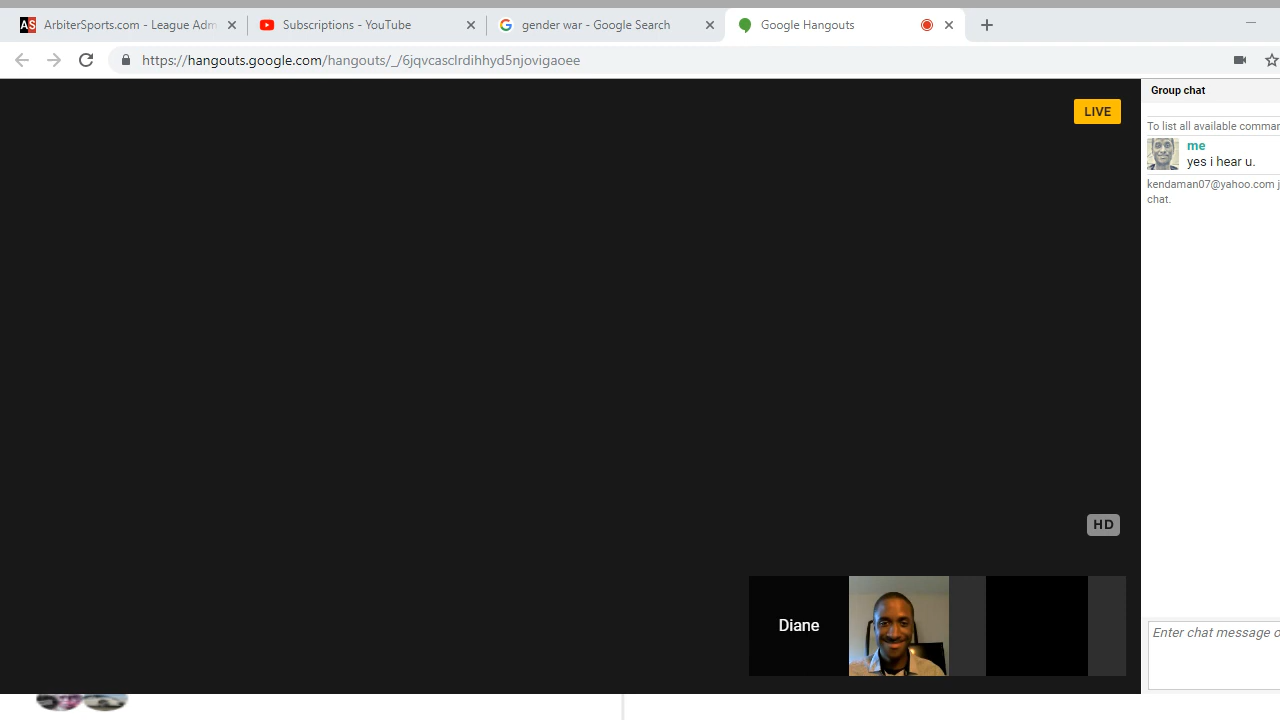 AS ArbiterSports.com - League Adm
Subscriptions - YouTube
gender war - Google Search
Google Hangouts
https://hangouts.google.com/hangouts/_/6jqvcasclrdihhyd5njovigaoee
LIVE
Group chat
To list all available comman
me
yes i hear u.
kendaman07@yahoo.com j
chat.
HD
Diane
Enter chat message o